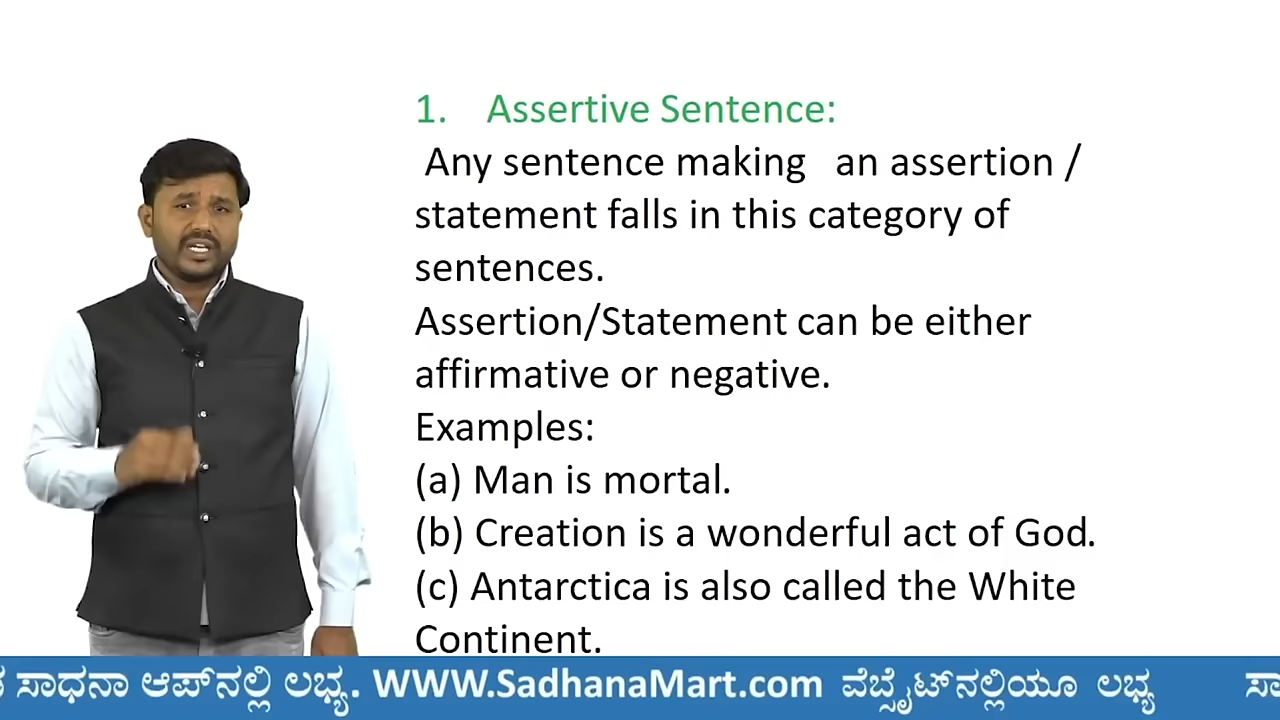 1. Assertive Sentence:
Any sentence making an assertion /
statement falls in this category of
sentences.
Assertion/Statement can be either
affirmative or negative.
Examples:
(a) Man is mortal.
(b) Creation is a wonderful act of God.
(c) Antarctica is also called the White
Continent.
ಸಾಧನಾ ಆಪ್‌ನಲ್ಲಿ ಲಭ್ಯ. WWW.SadhanaMart.com ವೆಬ್ಸೈಟ್‌ನಲ್ಲಿಯೂ ಲಭ್ಯ